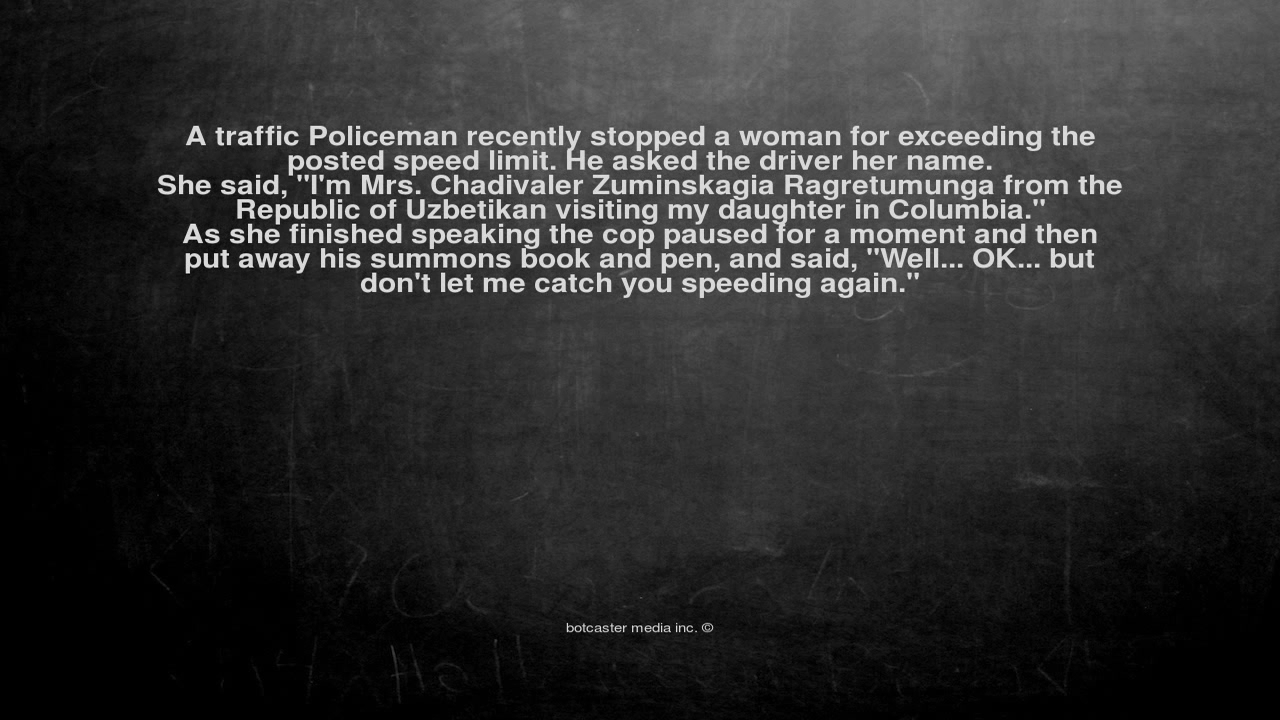 A traffic Policeman recently stopped a woman for exceeding the
posted speed limit. He asked the driver her name.
She said, "I'm Mrs. Chadivaler Zuminskagia Ragretumunga from the
Republic of Uzbetikan visiting my daughter in Columbia."
As she finished speaking the cop paused for a moment and then
put away his summons book and pen, and said, "Well... OK... but
don't let me catch you speeding again."
botcaster media inc. ©